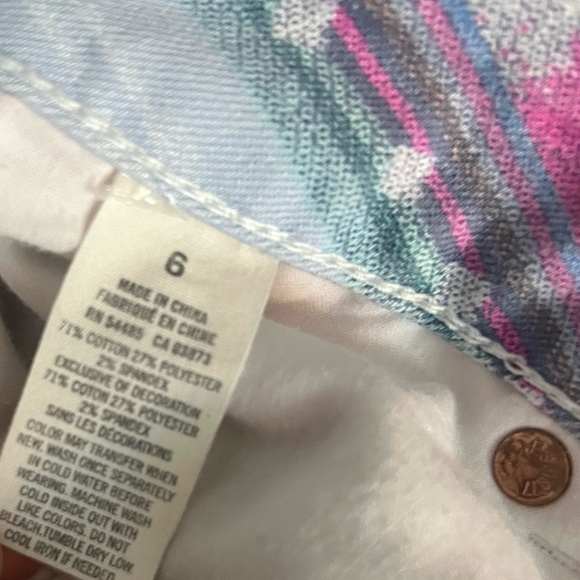 6
MADE IN CHINA
FABRIQUÉ EN CHINE
RN 54485 CA 03873
71% COTTON 27% POLYESTER
2% SPANDEX
EXCLUSIVE OF DECORATION
71% COTON 27% POLYESTER
2% SPANDEX
SANS LES DÉCORATIONS
COLOR MAY TRANSFER WHEN
NEW. WASH ONCE SEPARATELY
IN COLD WATER BEFORE
WEARING. MACHINE WASH
COLD INSIDE OUT WITH
LIKE COLORS. DO NOT
BLEACH.TUMBLE DRY LOW.
COOL IRON IF NEEDED.